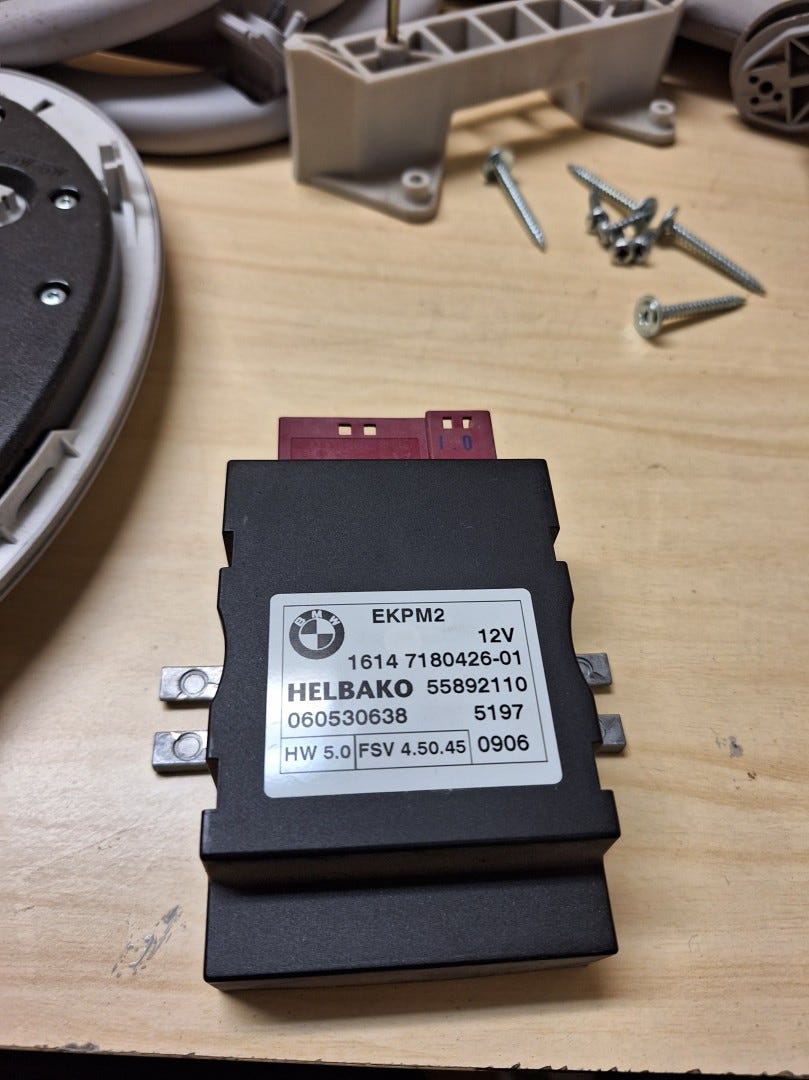 1.0
BMW
EKPM2
12V
1614 7180426-01
HELBAKO 55892110
060530638 5197
HW 5.0 FSV 4.50.45 0906